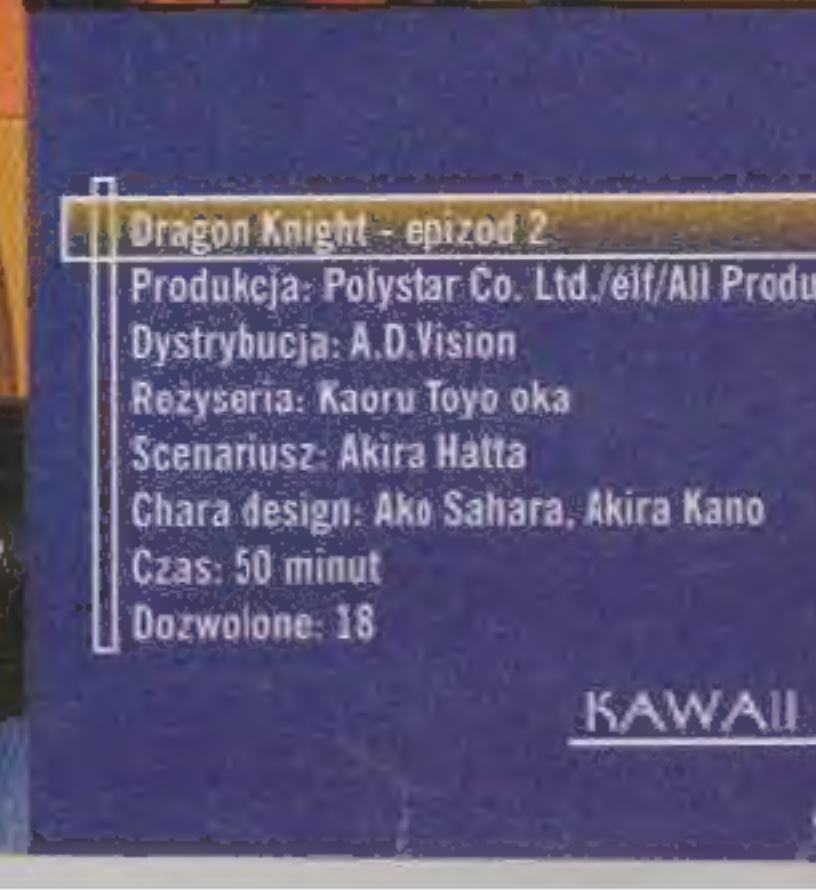 Dragon Knight - epizod 2
Produkcja: Polystar Co. Ltd./elf/All Produ
Dystrybucja: A.D.Vision
Reżyseria: Kaoru Toyo oka
Scenariusz: Akira Hatta
Chara design: Ako Sahara, Akira Kano
Czas: 50 minut
Dozwolone: 18
KAWAII